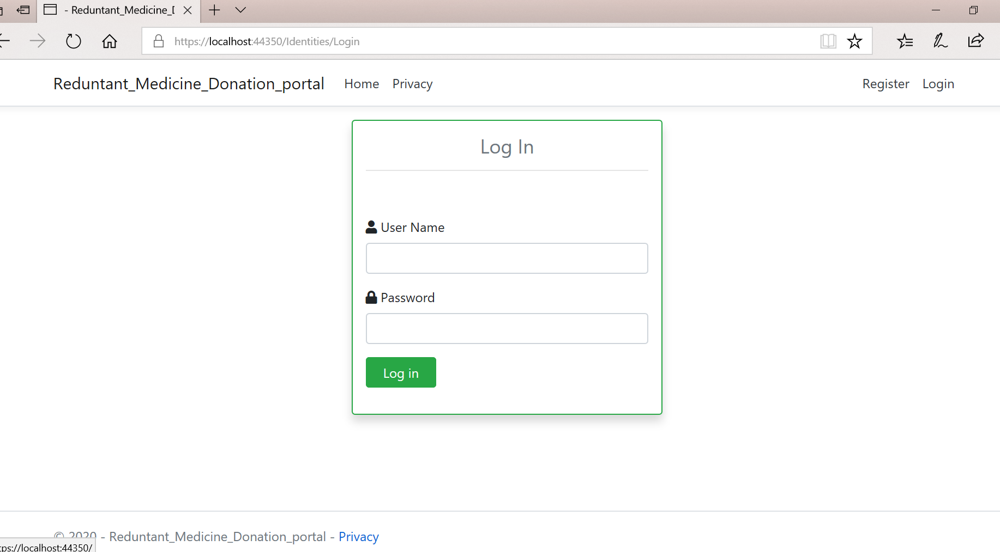 - Reduntant_Medicine_
https://localhost:44350/Identities/Login
Reduntant_Medicine_Donation_portal Home Privacy Register Login
Log In
User Name
Password
Log in
© 2020 - Reduntant_Medicine_Donation_portal - Privacy
tps://localhost:44350/